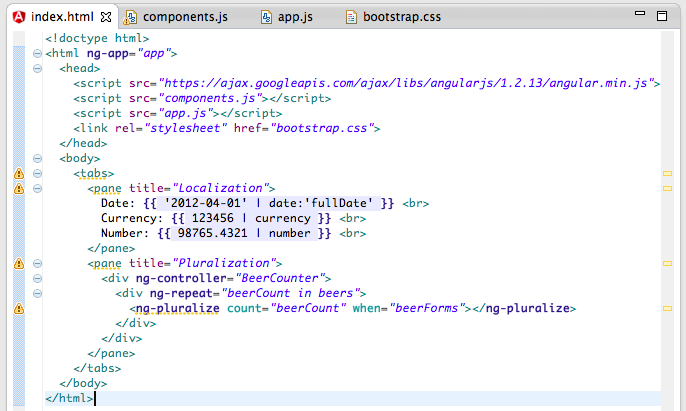 index.html components.js app.js bootstrap.css
<!doctype html>
<html ng-app="app">
<head>
<script src="https://ajax.googleapis.com/ajax/libs/angularjs/1.2.13/angular.min.js">
<script src="components.js"></script>
<script src="app.js"></script>
<link rel="stylesheet" href="bootstrap.css">
</head>
<body>
<tabs>
<pane title="Localization">
Date: {{ '2012-04-01' | date:'fullDate' }} <br>
Currency: {{ 123456 | currency }} <br>
Number: {{ 98765.4321 | number }} <br>
</pane>
<pane title="Pluralization">
<div ng-controller="BeerCounter">
<div ng-repeat="beerCount in beers">
<ng-pluralize count="beerCount" when="beerForms"></ng-pluralize>
</div>
</div>
</pane>
</tabs>
</body>
</html>